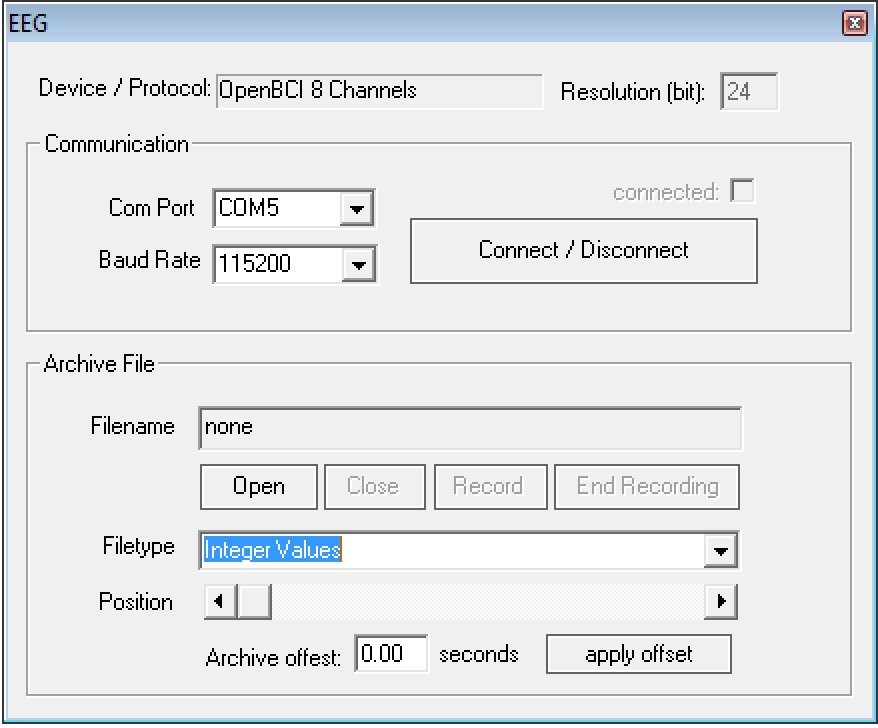 EEG
Device / Protocol: OpenBCI 8 Channels Resolution (bit): 24
Communication
connected:
Com Port COM5
Connect / Disconnect
Baud Rate 115200
Archive File
Filename none
Open Close Record End Recording
Filetype Integer Values
Position
Archive offest: 0.00 seconds apply offset